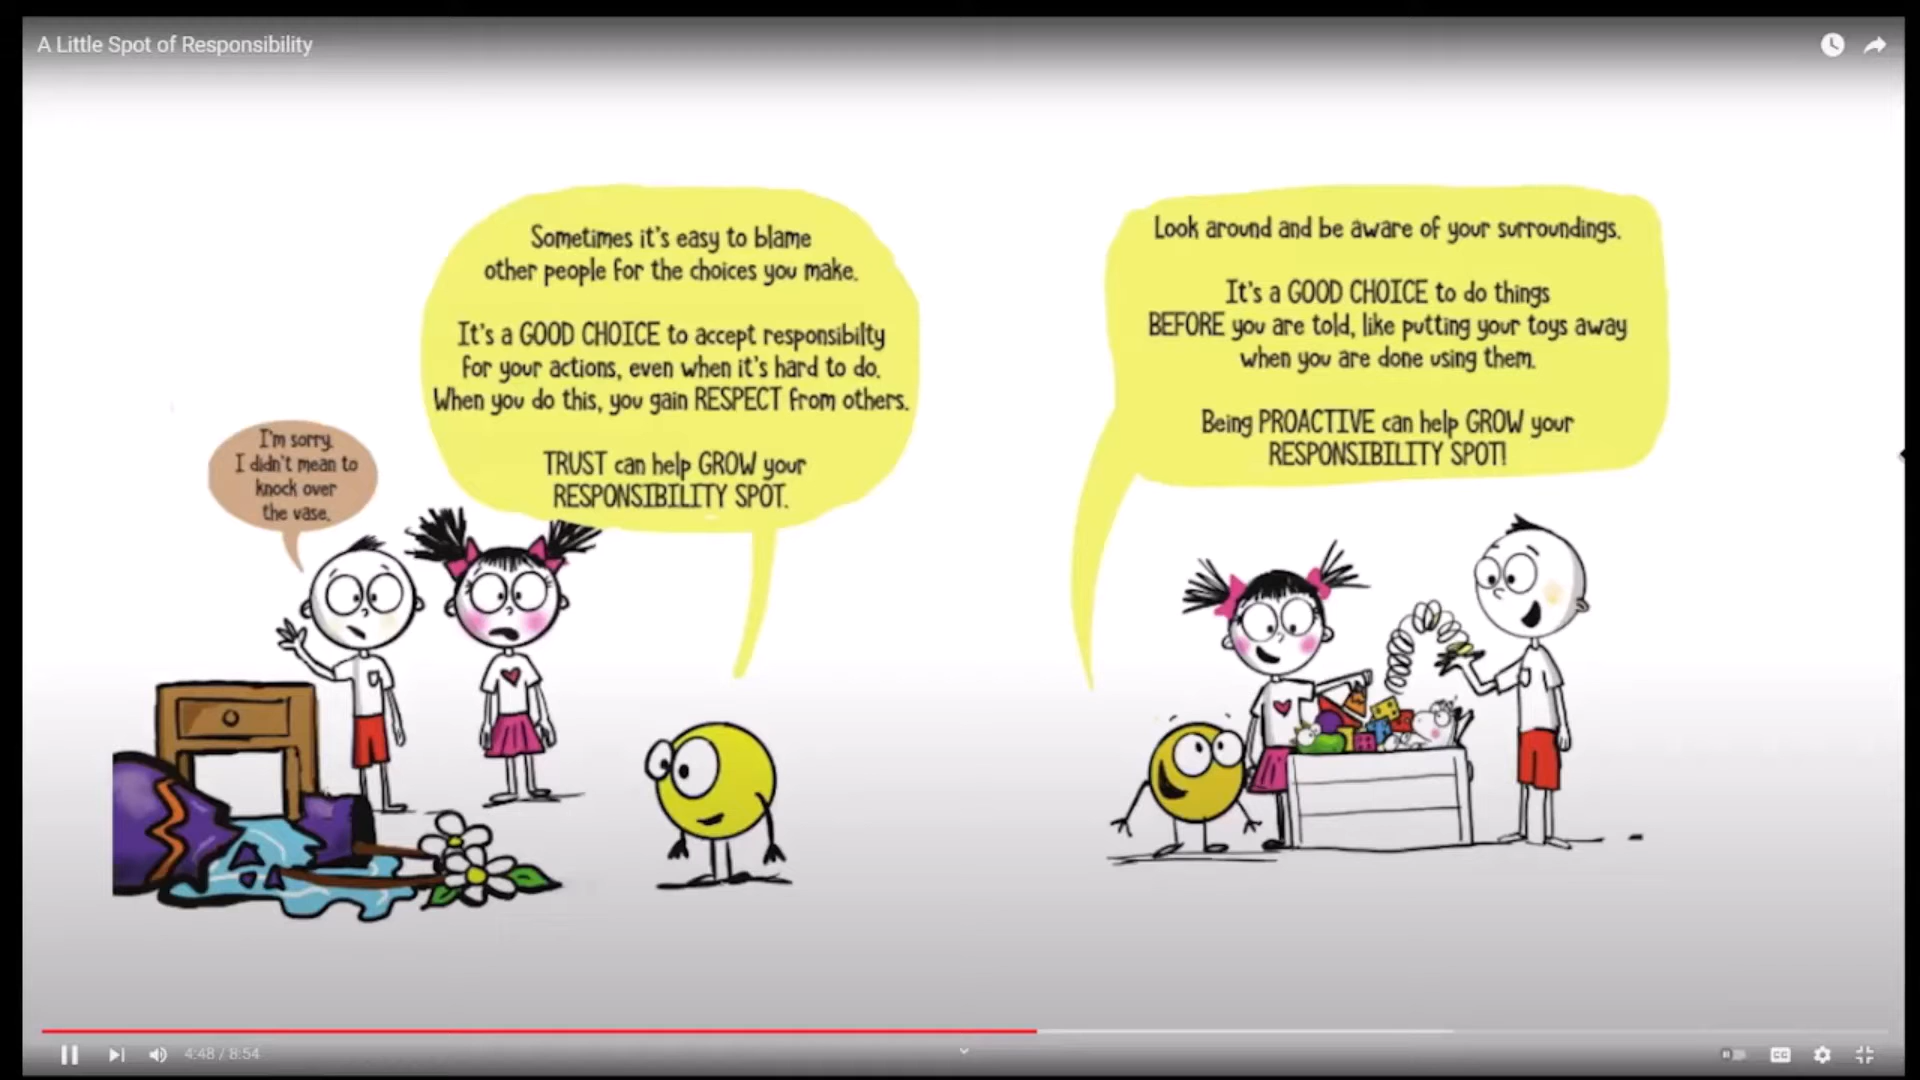 A Little Spot of Responsibility
Sometimes it's easy to blame
other people for the choices you make.
It's a GOOD CHOICE to accept responsibilty
for your actions, even when it's hard to do.
When you do this, you gain RESPECT from others.
TRUST can help GROW your
RESPONSIBILITY SPOT.
I'm sorry.
I didn't mean to
knock over
the vase.
Look around and be aware of your surroundings.
It's a GOOD CHOICE to do things
BEFORE you are told, like putting your toys away
when you are done using them.
Being PROACTIVE can help GROW your
RESPONSIBILITY SPOT!
4:48 / 8:54
CC